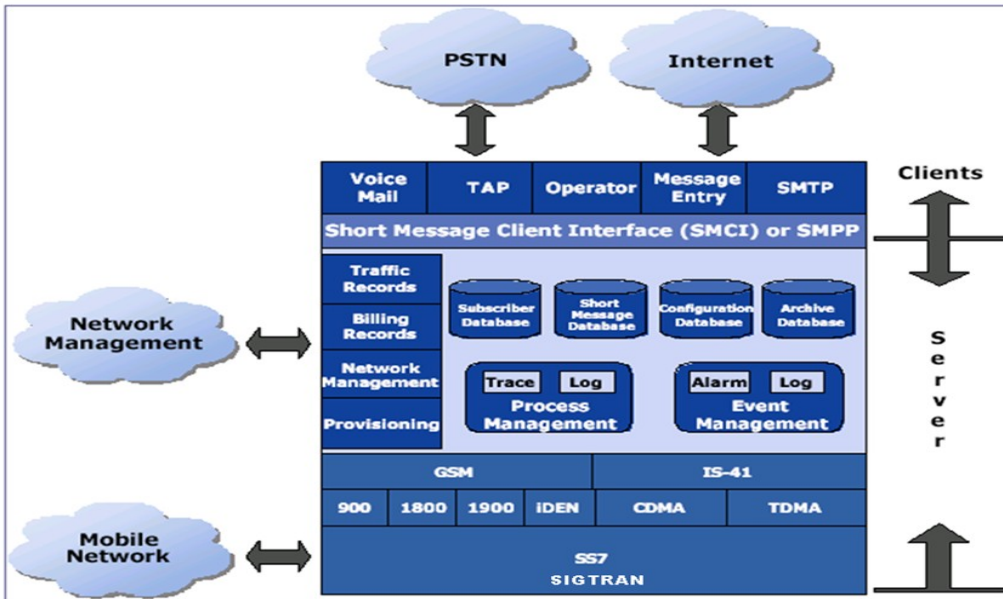 PSTN
Internet
Voice
Mail
TAP
Operator
Message
Entry
SMTP
Clients
Short Message Client Interface (SMCI) or SMPP
Traffic
Records
Billing
Records
Network
Management
Provisioning
Subscriber
Database
Short
Message
Database
Configuration
Database
Archive
Database
Trace
Log
Process
Management
Alarm
Log
Event
Management
Network
Management
Server
GSM
IS-41
900
1800
1900
iDEN
CDMA
TDMA
Mobile
Network
SS7
SIGTRAN